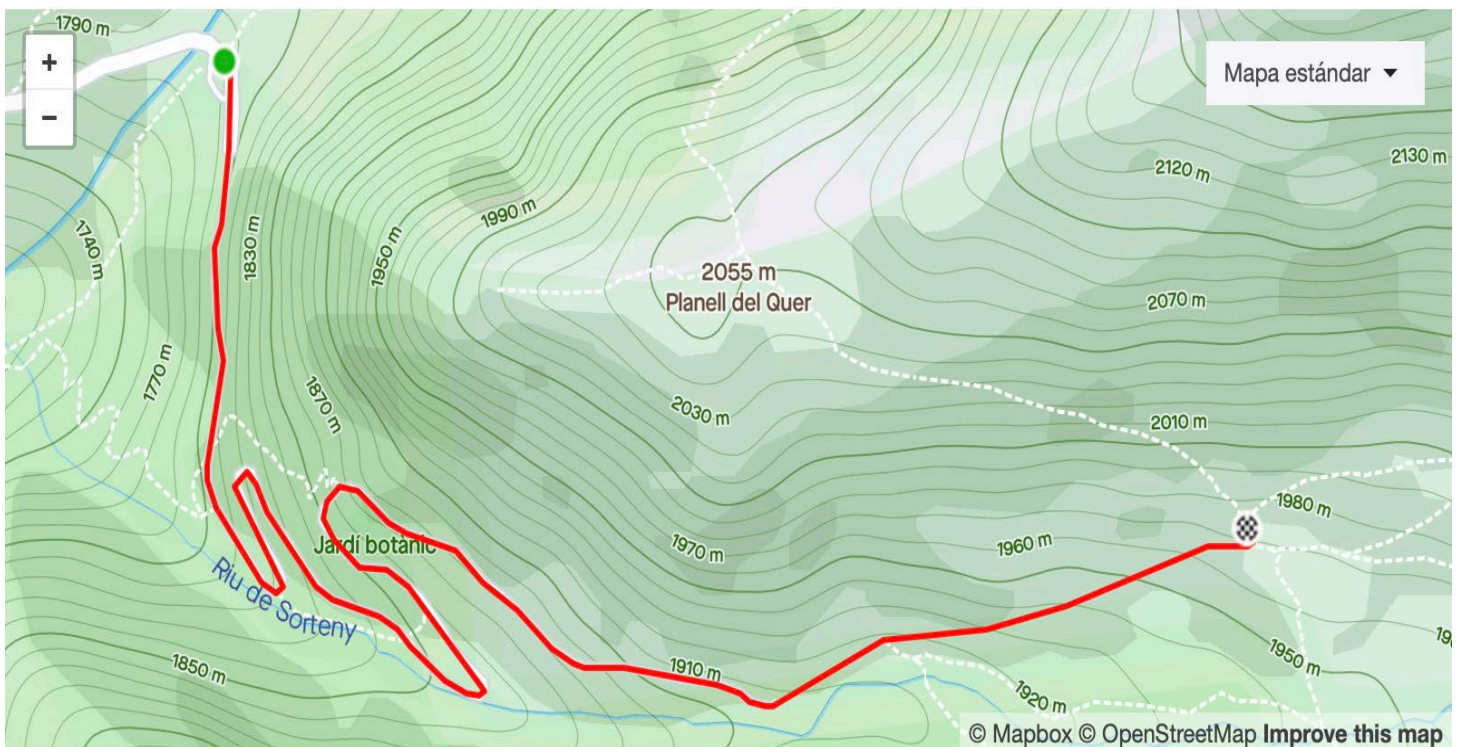 1790 m
+
−
Mapa estándar
2130 m
2120 m
1990 m
1740 m
1830 m
1950 m
2055 m
Planell del Quer
2070 m
1770 m
1870 m
2030 m
2010 m
1980 m
Jardí botànic
1970 m
1960 m
Riu de Sorteny
1850 m
1910 m
1950 m
1920 m
© Mapbox © OpenStreetMap Improve this map